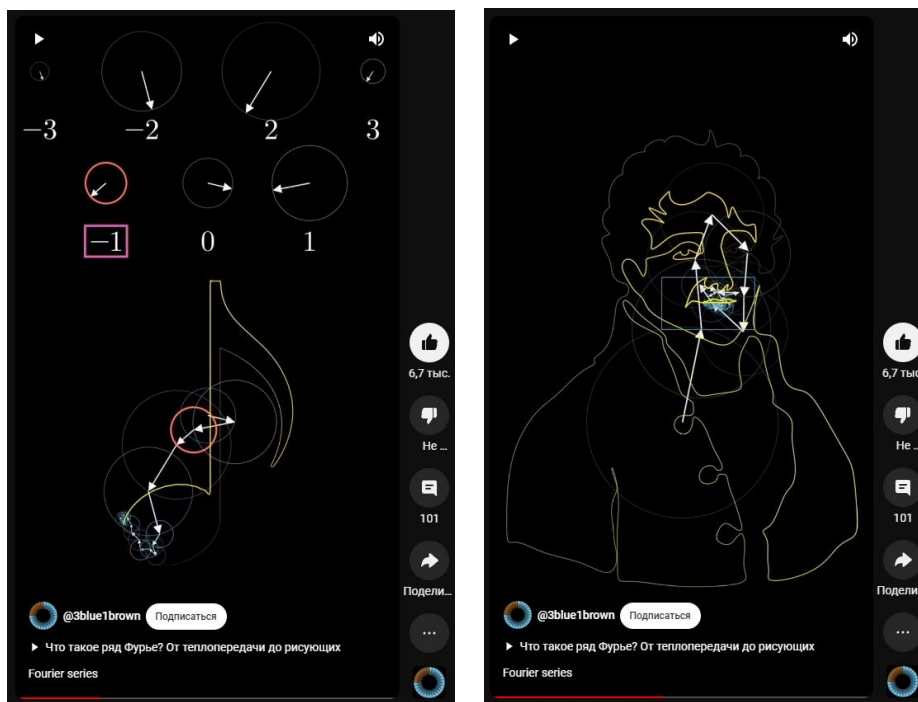 −3
−2
2
3
−1
0
1
6,7 тыс.
Не ...
101
Подели...
@3blue1brown
Подписаться
Что такое ряд Фурье? От теплопередачи до рисующих
Fourier series
6,7 тыс
Не ..
101
Подели
@3blue1brown
Подписаться
Что такое ряд Фурье? От теплопередачи до рисующих
Fourier series